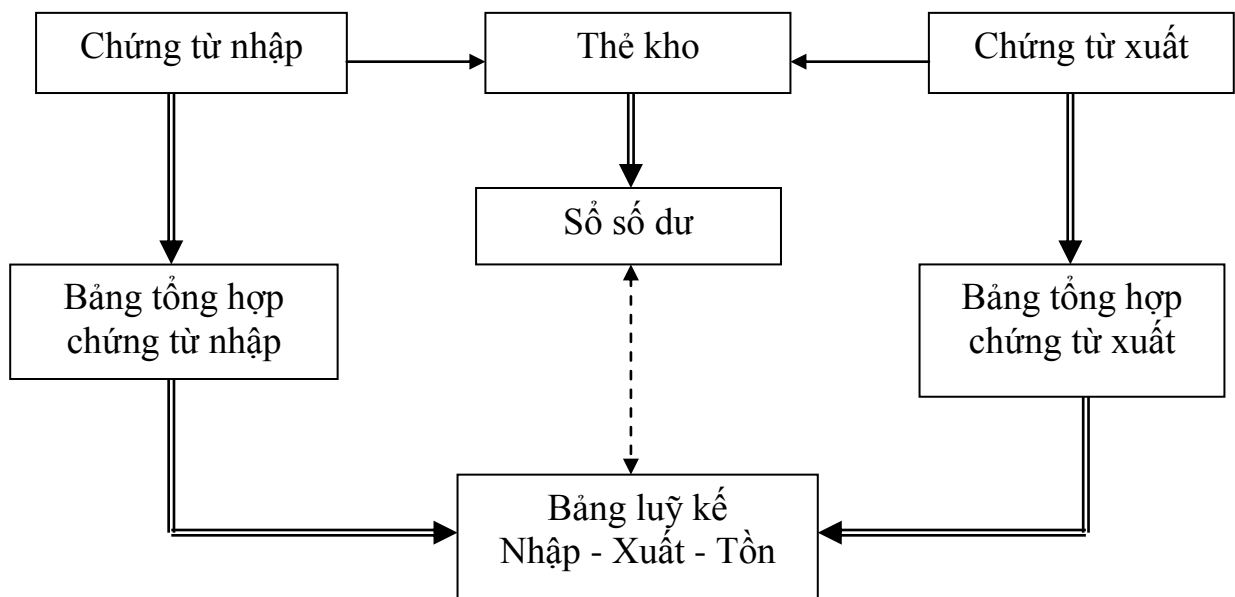 Chứng từ nhập
Thẻ kho
Chứng từ xuất
Sổ số dư
Bảng tổng hợp
chứng từ nhập
Bảng tổng hợp
chứng từ xuất
Bảng luỹ kế
Nhập - Xuất - Tồn